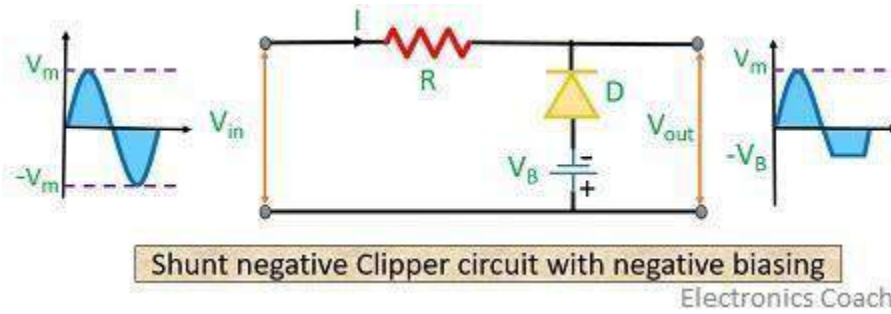 I
Vm
Vm
R
D
Vin
Vout
-
VB
+
-VB
-Vm
Shunt negative Clipper circuit with negative biasing
Electronics Coach